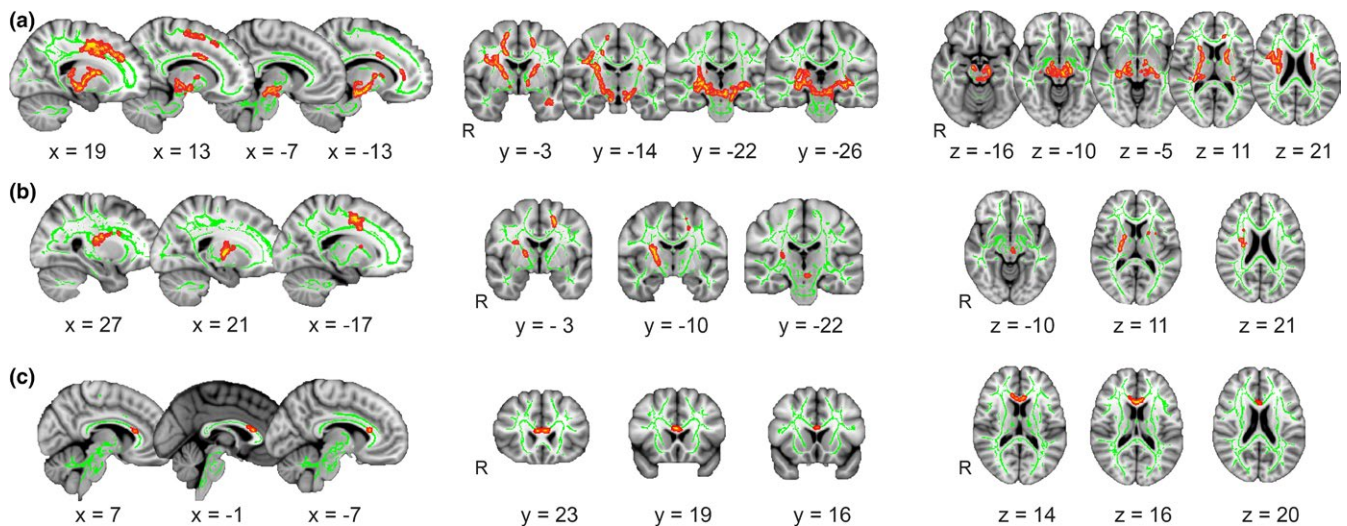 (a)
R
x = 19 x = 13 x = -7 x = -13 y = -3 y = -14 y = -22 y = -26 R z = -16 z = -10 z = -5 z = 11 z = 21
(b)
R
x = 27 x = 21 x = -17 y = - 3 y = -10 y = -22 R z = -10 z = 11 z = 21
(c)
R
x = 7 x = -1 x = -7 y = 23 y = 19 y = 16 R z = 14 z = 16 z = 20